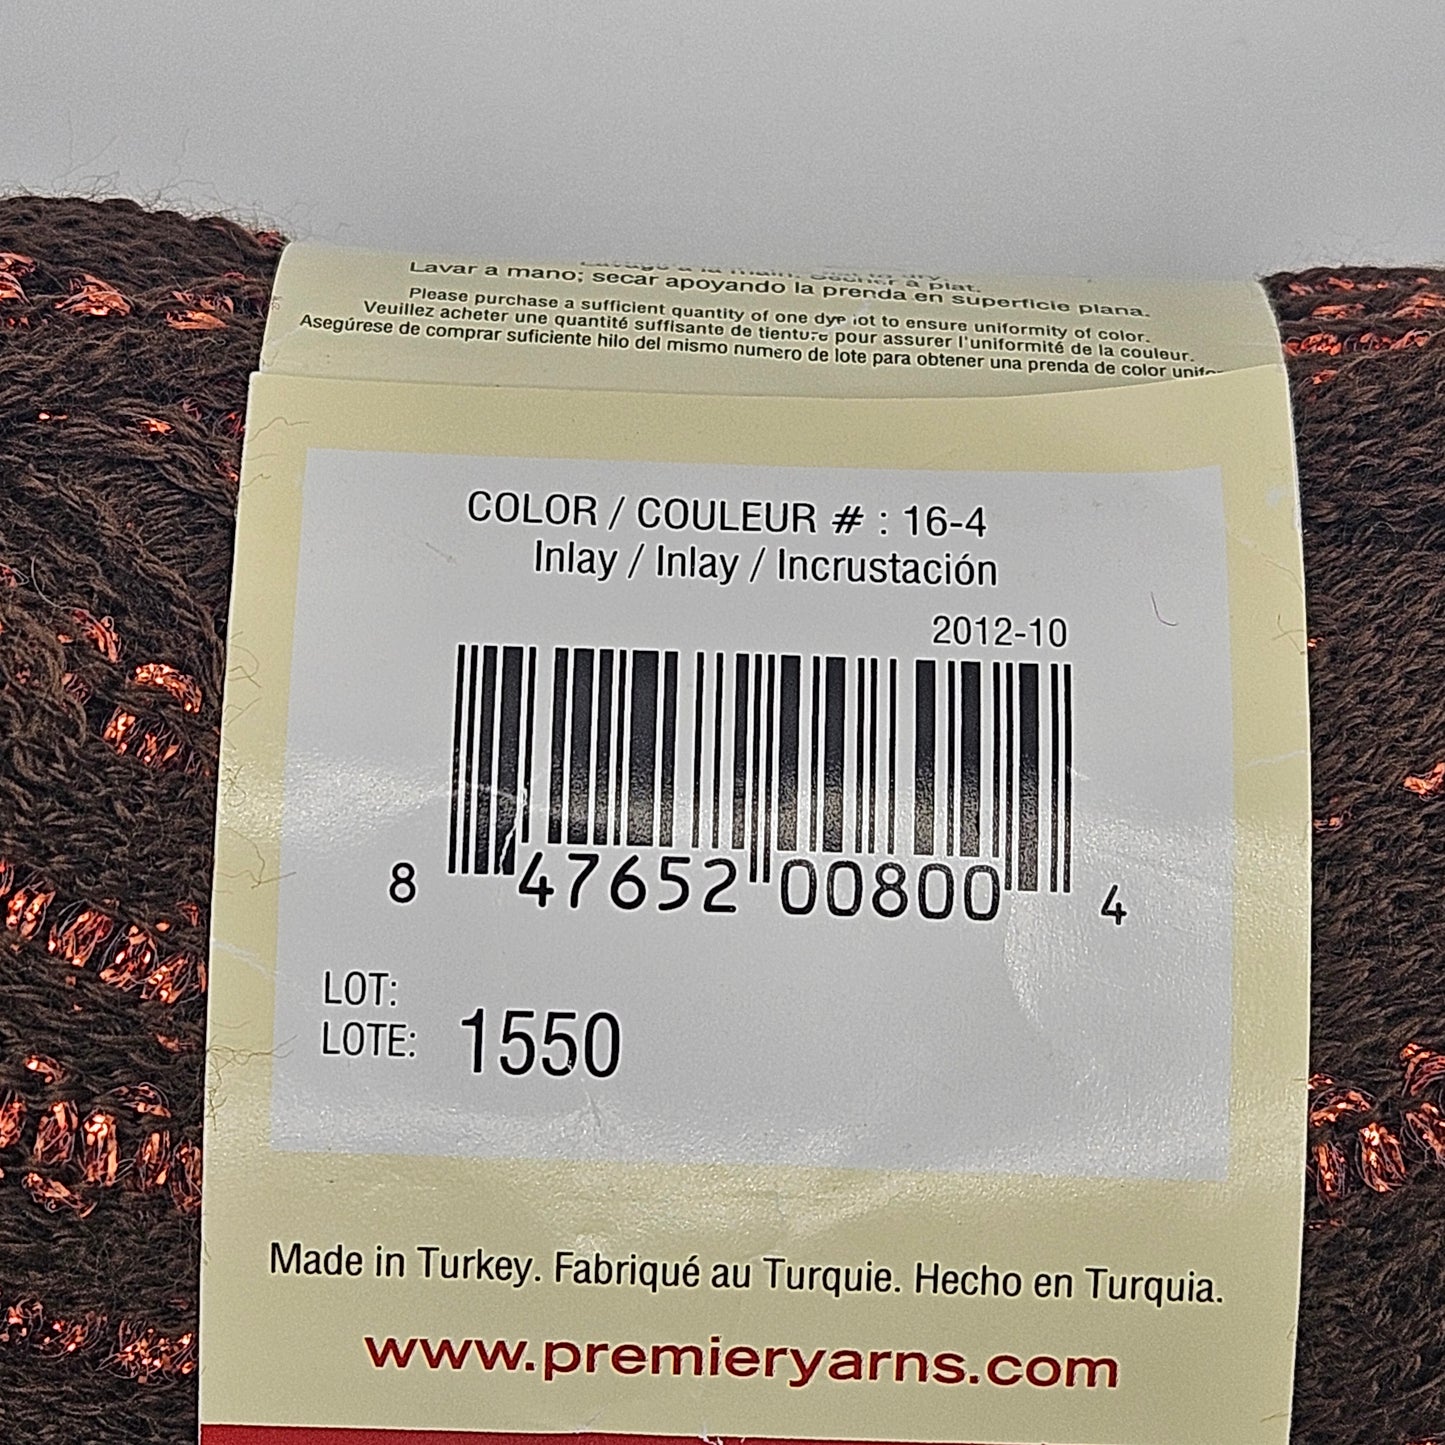 Lavar a mano; secar apoyando la prenda en superficie plana.
Please purchase a sufficient quantity of one dye lot to ensure uniformity of color.
Veuillez acheter une quantité suffisante de tienture pour assurer l'uniformité de la couleur.
Asegúrese de comprar suficiente hilo del mismo numero de lote para obtener una prenda de color
COLOR / COULEUR # : 16-4
Inlay / Inlay / Incrustación
2012-10
8 47652 00800 4
LOT:
LOTE: 1550
Made in Turkey. Fabriqué au Turquie. Hecho en Turquia.
www.premieryarns.com